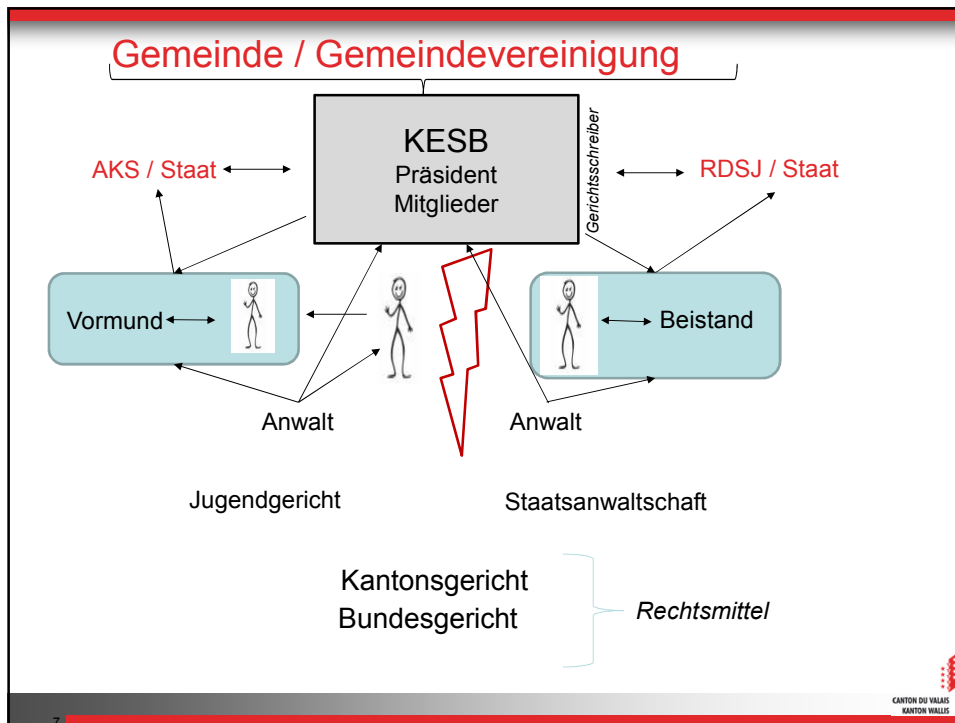 Gemeinde / Gemeindevereinigung
KESB
Präsident
Mitglieder
Gerichtsschreiber
AKS / Staat
RDSJ / Staat
Vormund
Beistand
Anwalt
Anwalt
Jugendgericht
Staatsanwaltschaft
Kantonsgericht
Bundesgericht
Rechtsmittel
CANTON DU VALAIS
KANTON WALLIS
7